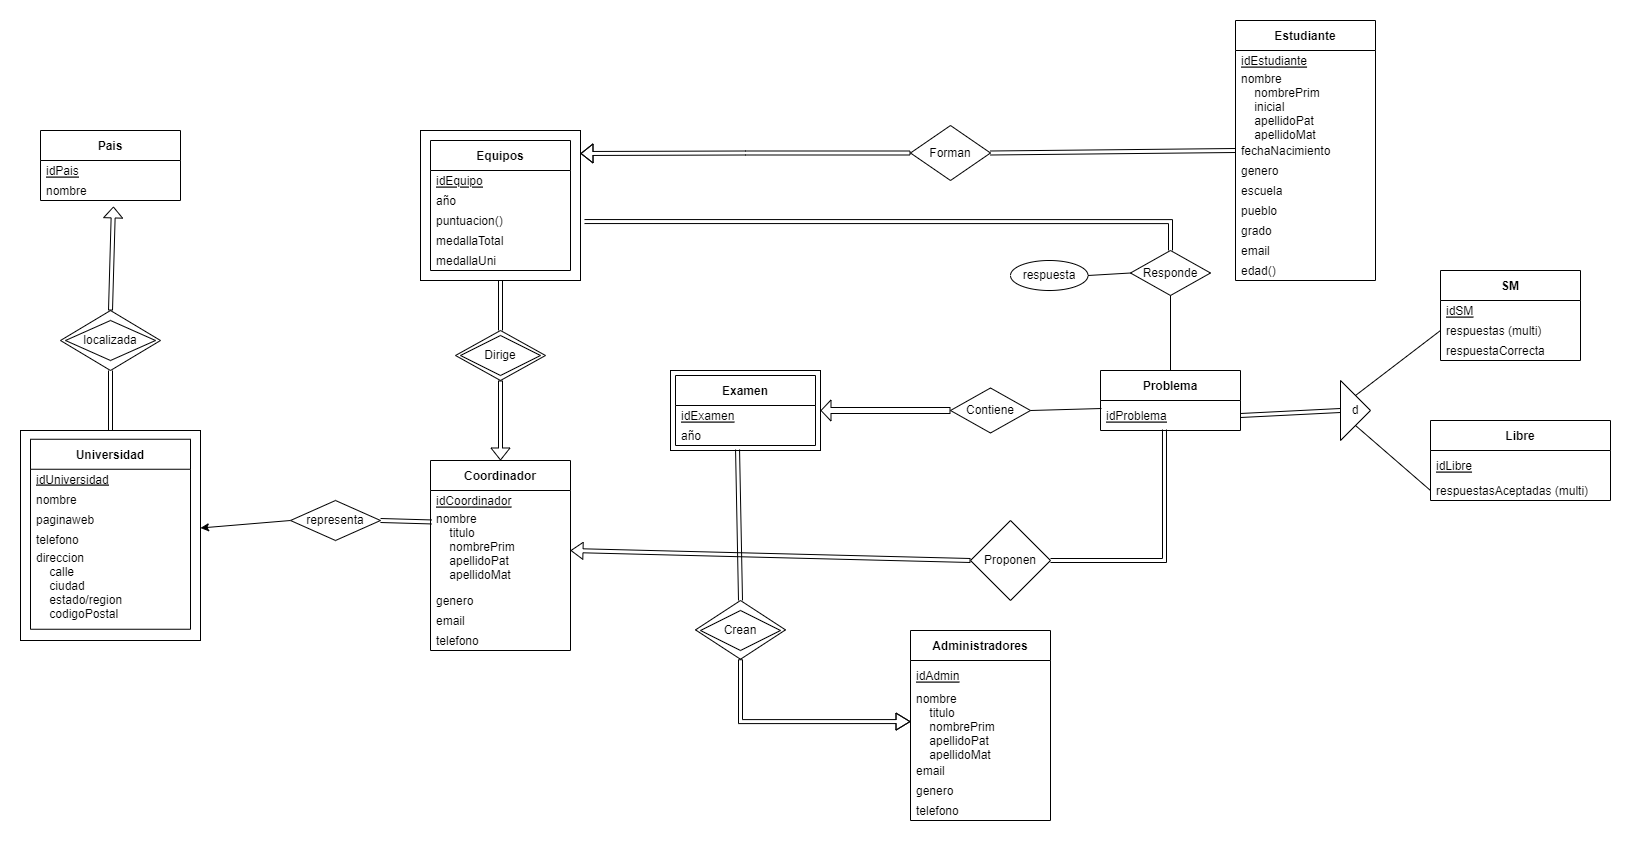 Estudiante
idEstudiante
nombre
nombrePrim
inicial
apellidoPat
apellidoMat
fechaNacimiento
genero
escuela
pueblo
grado
email
edad()
Pais
idPais
nombre
Equipos
idEquipo
año
puntuacion()
medallaTotal
medallaUni
Forman
respuesta
Responde
SM
idSM
respuestas (multi)
respuestaCorrecta
localizada
Dirige
Examen
idExamen
año
Contiene
Problema
idProblema
d
Libre
idLibre
respuestasAceptadas (multi)
Universidad
idUniversidad
nombre
paginaweb
telefono
direccion
calle
ciudad
estado/region
codigoPostal
representa
Coordinador
idCoordinador
nombre
titulo
nombrePrim
apellidoPat
apellidoMat
genero
email
telefono
Proponen
Crean
Administradores
idAdmin
nombre
titulo
nombrePrim
apellidoPat
apellidoMat
email
genero
telefono